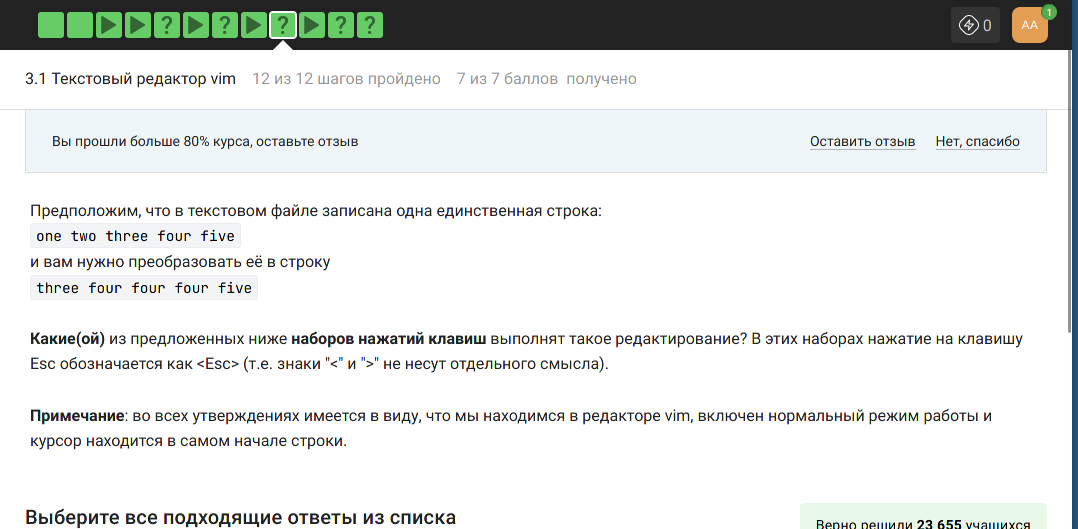 0
AA
1
3.1 Текстовый редактор vim 12 из 12 шагов пройдено 7 из 7 баллов получено
Вы прошли больше 80% курса, оставьте отзыв Оставить отзыв Нет, спасибо
Предположим, что в текстовом файле записана одна единственная строка:
one two three four five
и вам нужно преобразовать её в строку
three four four four five
Какие(ой) из предложенных ниже наборов нажатий клавиш выполнят такое редактирование? В этих наборах нажатие на клавишу
Esc обозначается как <Esc> (т.е. знаки "<" и ">" не несут отдельного смысла).
Примечание: во всех утверждениях имеется в виду, что мы находимся в редакторе vim, включен нормальный режим работы и
курсор находится в самом начале строки.
Выберите все подходящие ответы из списка
Верно решили 23 655 учащихся